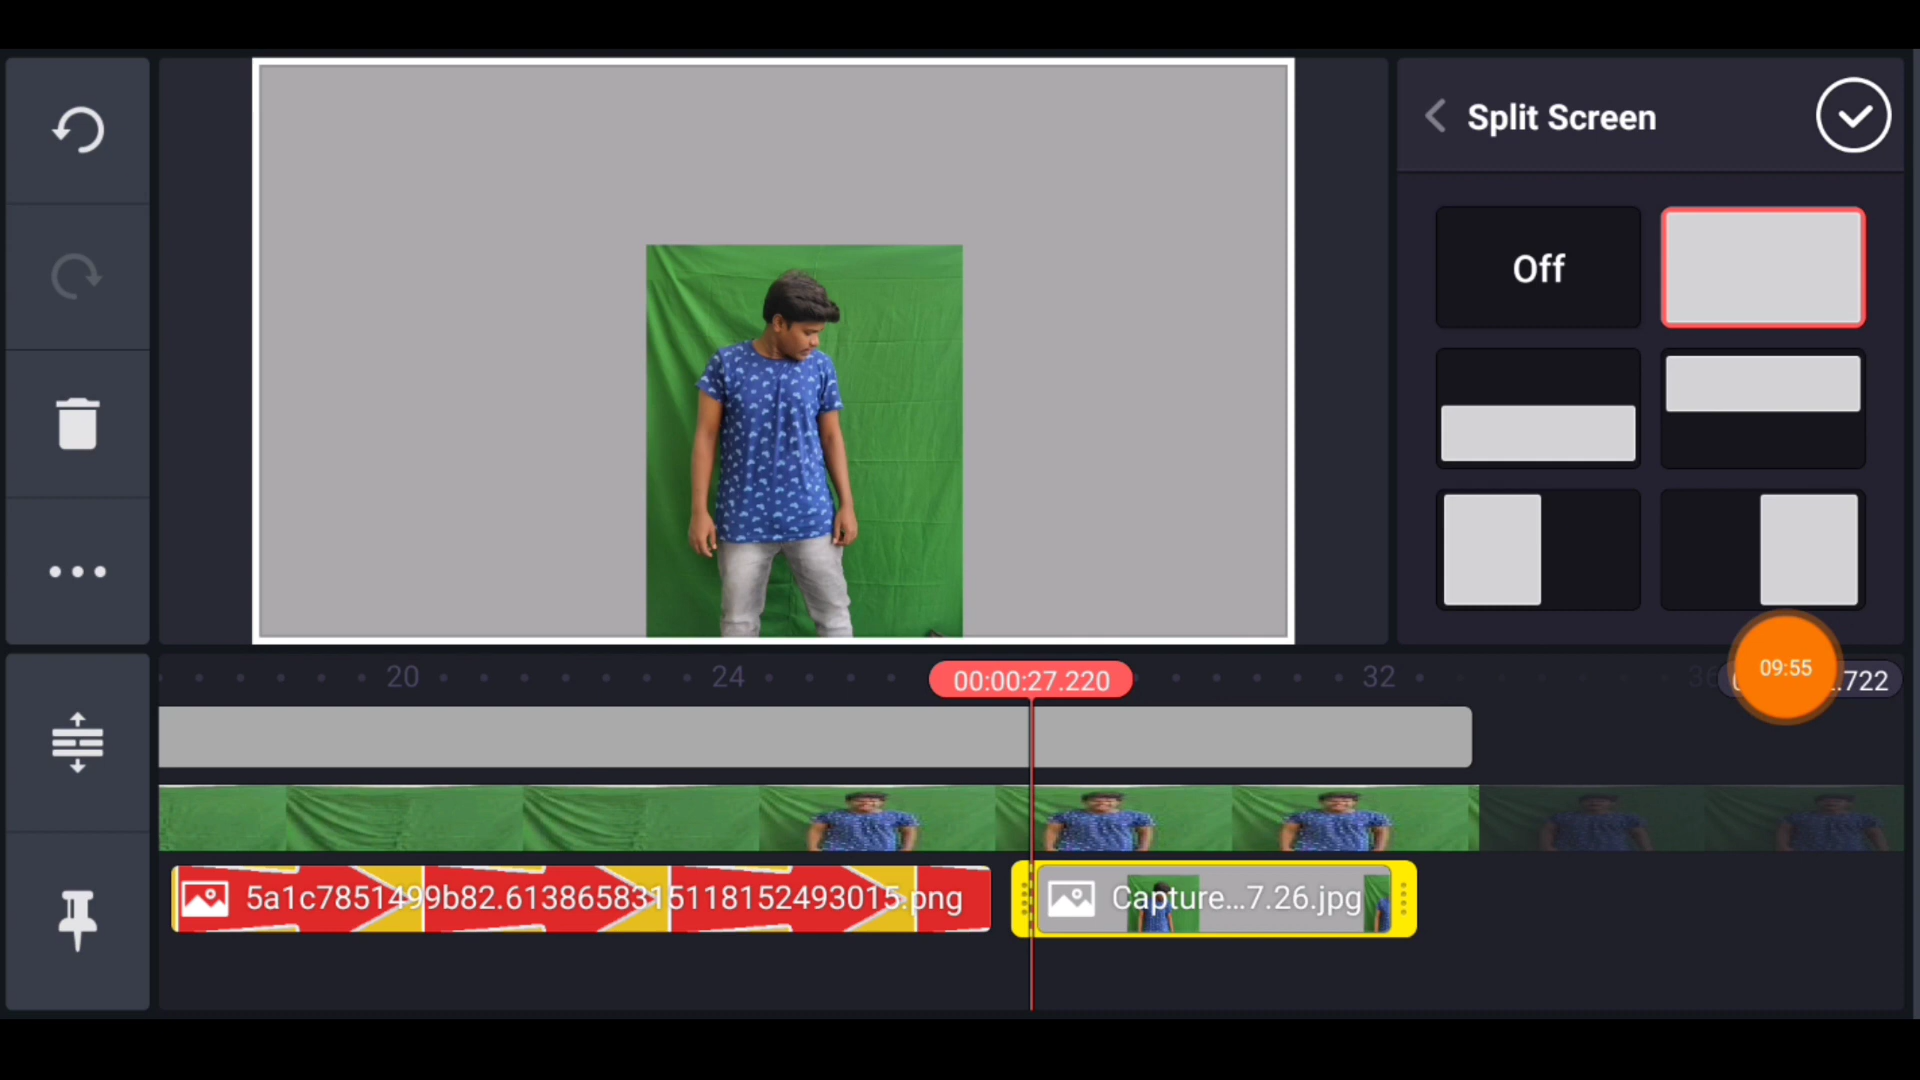 Split Screen
Off
20
24
00:00:27.220
32
09:55
.722
5a1c7851499b82.6138658315118152493015.png
Capture...7.26.jpg